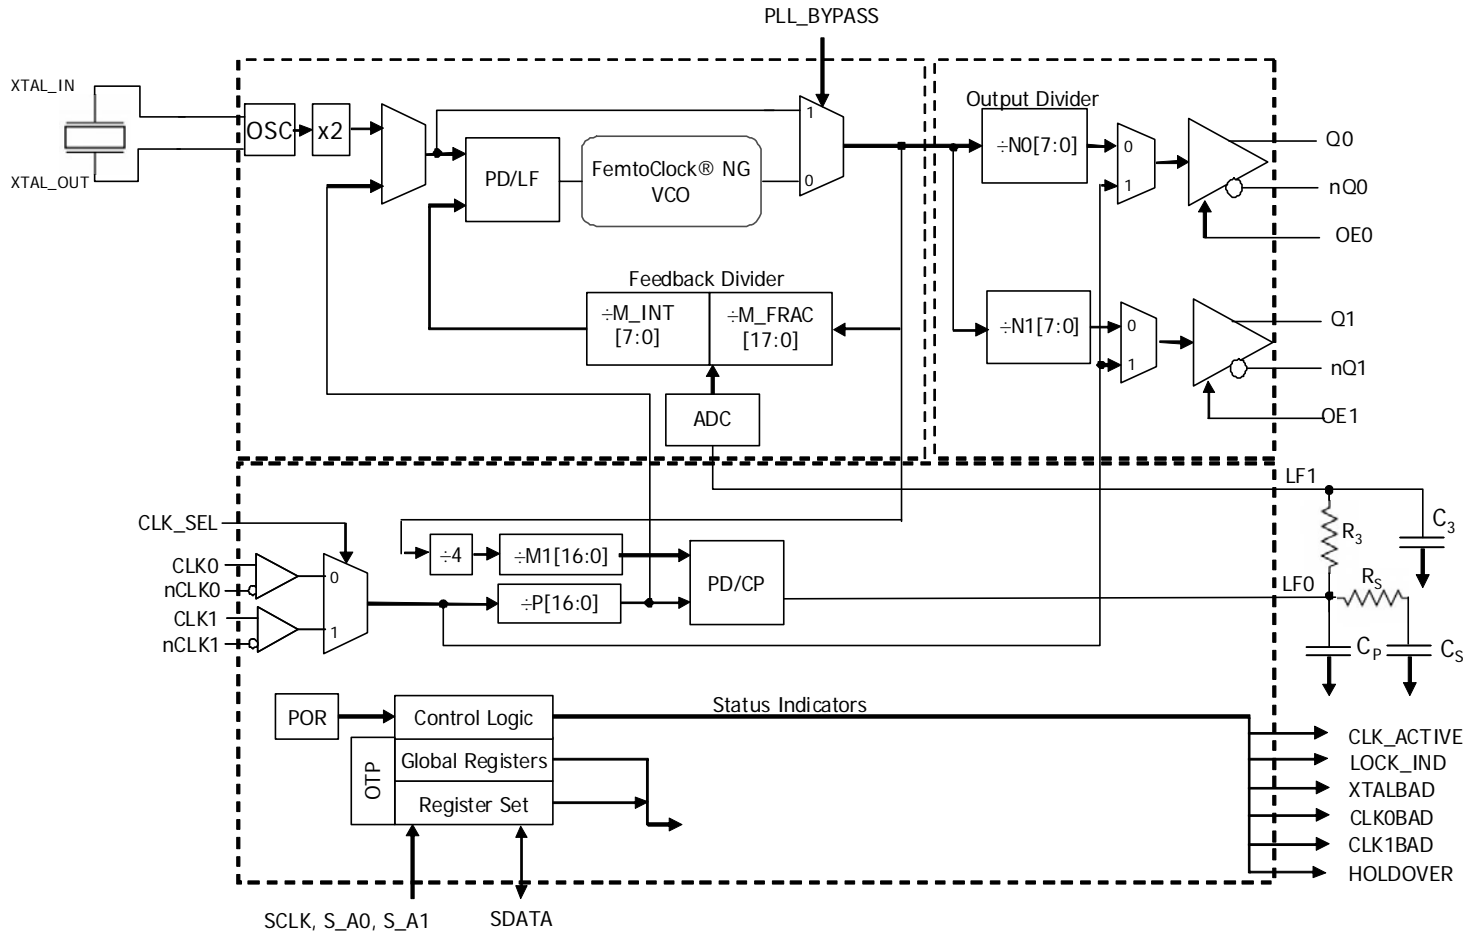 PLL_BYPASS
XTAL_IN
XTAL_OUT
OSC
x2
PD/LF
FemtoClock® NG
VCO
1
0
Output Divider
÷N0[7:0]
0
1
Q0
nQ0
OE0
Feedback Divider
÷M_INT
[7:0]
÷M_FRAC
[17:0]
÷N1[7:0]
0
1
Q1
nQ1
OE1
ADC
LF1
CLK_SEL
CLK0
nCLK0
CLK1
nCLK1
0
1
÷4
÷M1[16:0]
÷P[16:0]
PD/CP
LF0
R3
C3
RS
CP
CS
POR
Control Logic
Status Indicators
OTP
Global Registers
Register Set
CLK_ACTIVE
LOCK_IND
XTALBAD
CLK0BAD
CLK1BAD
HOLDOVER
SCLK, S_A0, S_A1
SDATA